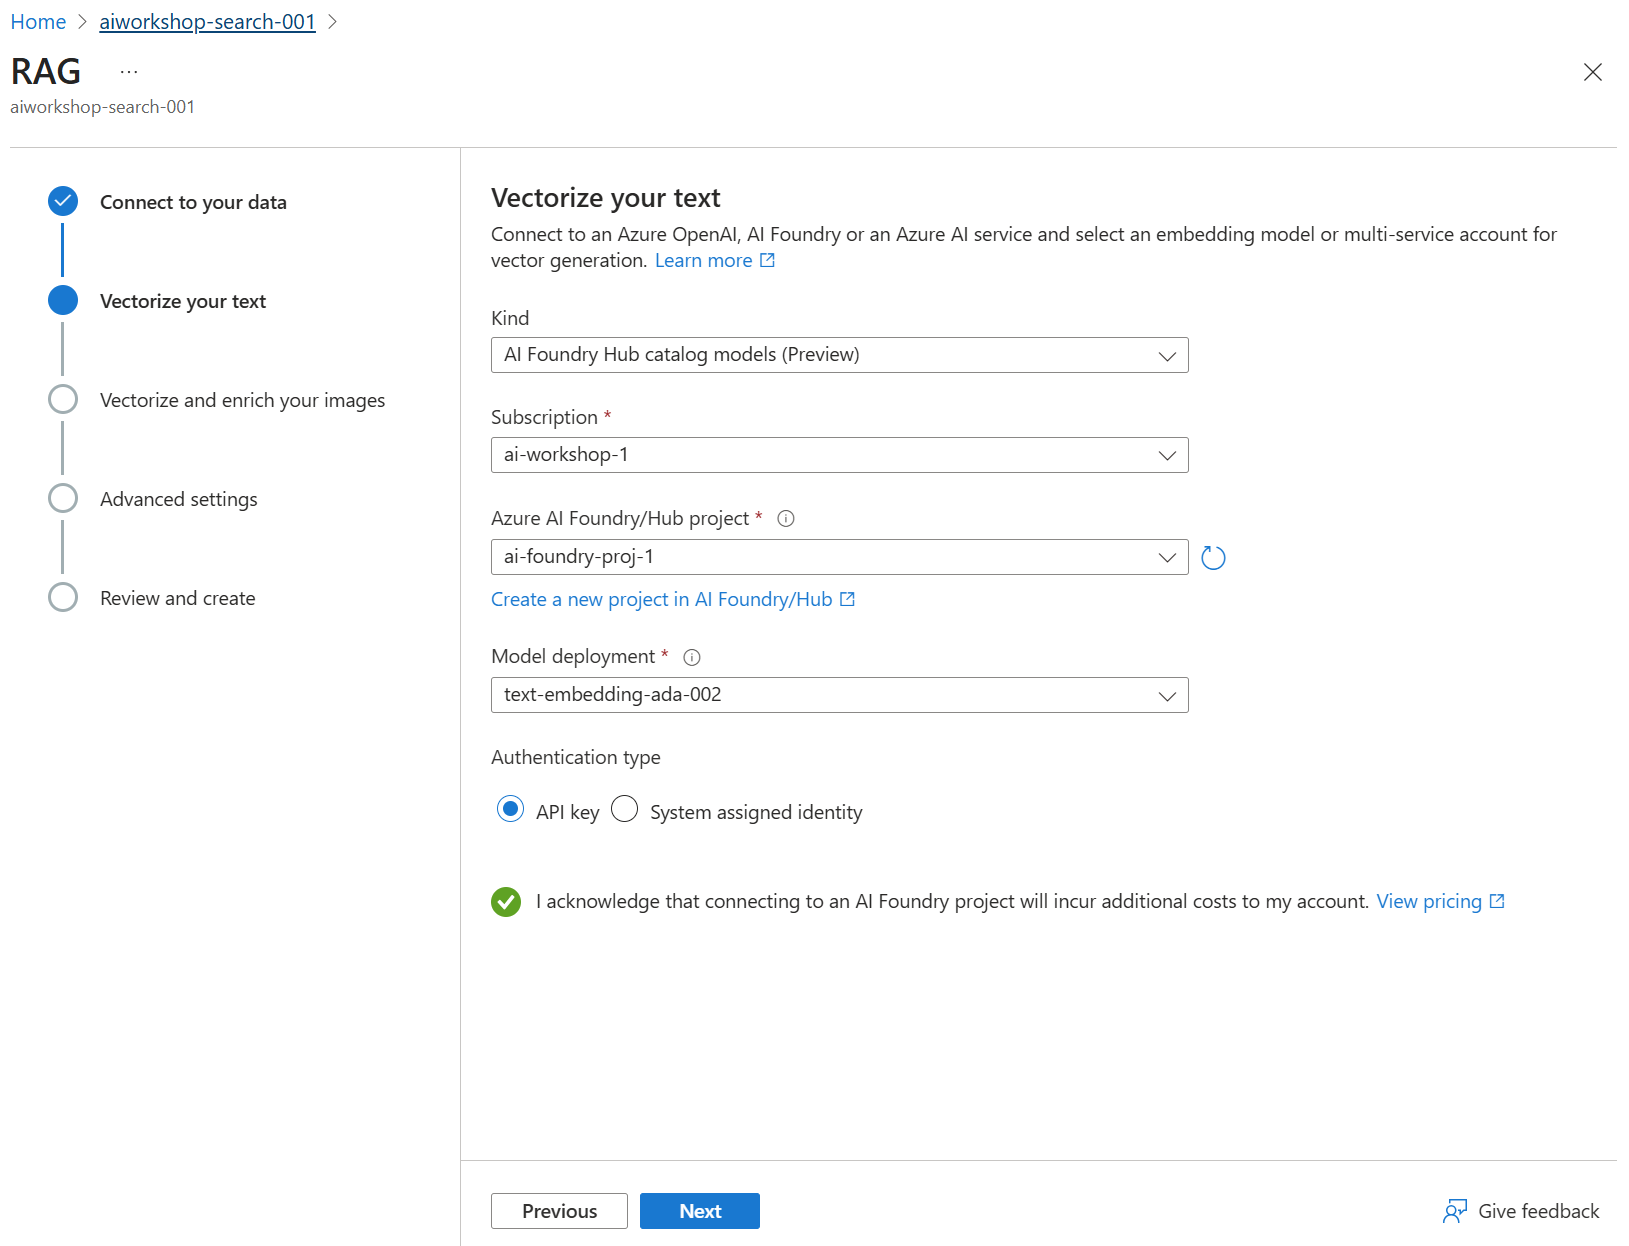 Home > aiworkshop-search-001 >
RAG ...
aiworkshop-search-001
Connect to your data
Vectorize your text
Vectorize and enrich your images
Advanced settings
Review and create
Vectorize your text
Connect to an Azure OpenAI, AI Foundry or an Azure AI service and select an embedding model or multi-service account for
vector generation. Learn more
Kind
AI Foundry Hub catalog models (Preview)
Subscription *
ai-workshop-1
Azure AI Foundry/Hub project *
ai-foundry-proj-1
Create a new project in AI Foundry/Hub
Model deployment *
text-embedding-ada-002
Authentication type
API key System assigned identity
I acknowledge that connecting to an AI Foundry project will incur additional costs to my account. View pricing
Previous Next Give feedback